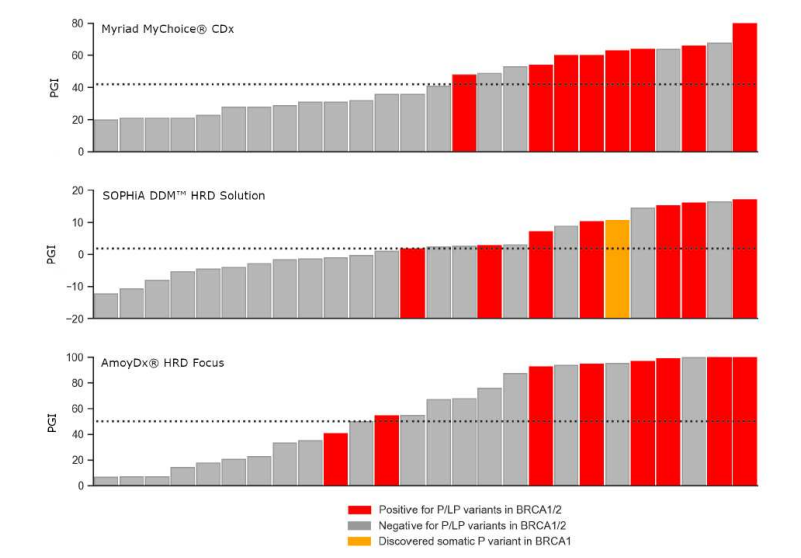 Myriad MyChoice® CDx
80
60
40
20
0
PGI
SOPHiA DDM™ HRD Solution
20
10
0
−10
−20
PGI
AmoyDx® HRD Focus
100
80
60
40
20
0
PGI
Positive for P/LP variants in BRCA1/2
Negative for P/LP variants in BRCA1/2
Discovered somatic P variant in BRCA1